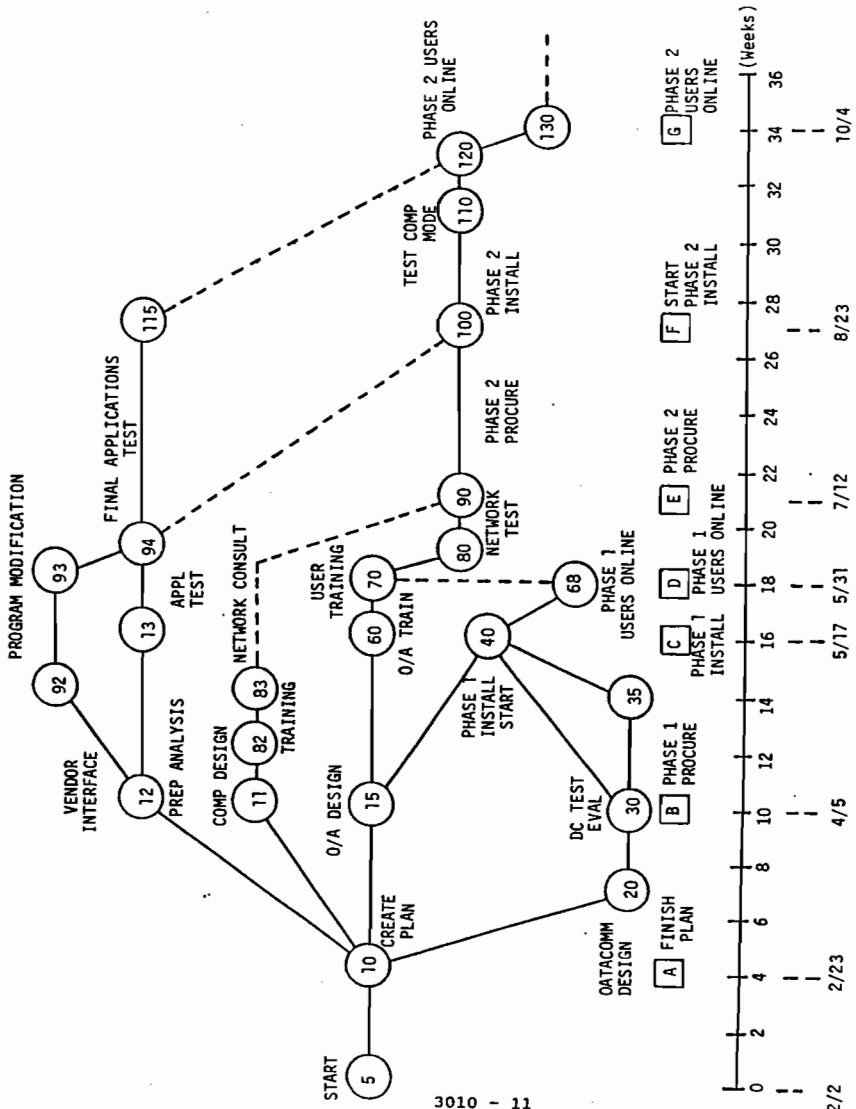 PROGRAM MODIFICATION
92
93
FINAL APPLICATIONS
TEST
VENDOR
INTERFACE
12
13
94
115
PREP ANALYSIS
APPL
TEST
COMP DESIGN
NETWORK CONSULT
11
82
83
TRAINING
USER
TRAINING
START
5
10
CREATE
PLAN
O/A DESIGN
15
60
70
O/A TRAIN
80
90
NETWORK
TEST
PHASE 2
PROCURE
100
PHASE 2
INSTALL
TEST COMP
MODE
110
120
PHASE 2 USERS
ONLINE
130
PHASE 1
INSTALL
START
40
68
PHASE 1
USERS ONLINE
DC TEST
EVAL
20
30
35
DATACOMM
DESIGN
A FINISH
PLAN
B PHASE 1
PROCURE
C
PHASE 1
INSTALL
D PHASE 1
USERS ONLINE
E PHASE 2
PROCURE
F START
PHASE 2
INSTALL
G PHASE 2
USERS
ONLINE
0 2 4 6 8 10 12 14 16 18 20 22 24 26 28 30 32 34 36 (Weeks)
2/2 2/23 4/5 5/17 5/31 7/12 8/23 10/4
3010 - 11